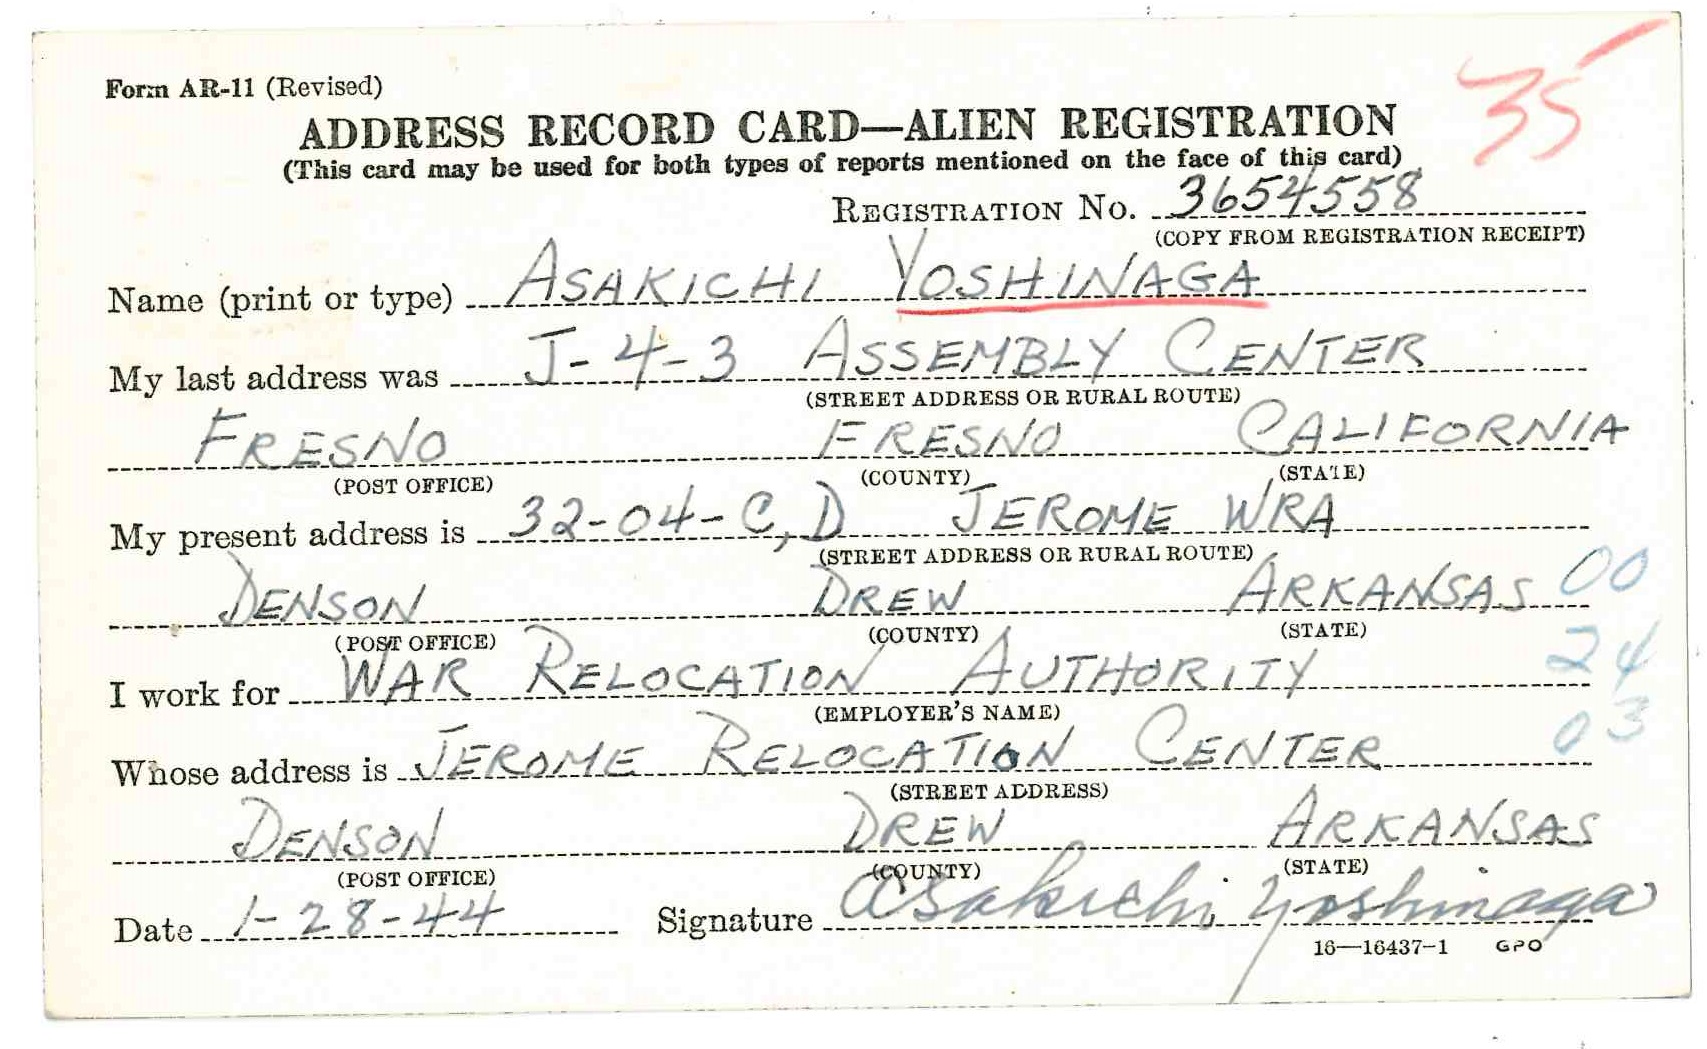 Form AR-11 (Revised)
35
ADDRESS RECORD CARD—ALIEN REGISTRATION
(This card may be used for both types of reports mentioned on the face of this card)
REGISTRATION No. 3654558
(COPY FROM REGISTRATION RECEIPT)
Name (print or type) ASAKICHI YOSHINAGA
My last address was J-4-3 ASSEMBLY CENTER
(STREET ADDRESS OR RURAL ROUTE)
FRESNO FRESNO CALIFORNIA
(POST OFFICE) (COUNTY) (STATE)
My present address is 32-04-C, D JEROME WRA
(STREET ADDRESS OR RURAL ROUTE)
DENSON DREW ARKANSAS 00
(POST OFFICE) (COUNTY) (STATE)
24
I work for WAR RELOCATION AUTHORITY
(EMPLOYER'S NAME)
03
Whose address is JEROME RELOCATION CENTER
(STREET ADDRESS)
DENSON DREW ARKANSAS
(POST OFFICE) (COUNTY) (STATE)
Date 1-28-44 Signature Asakichi Yoshinaga
16—16437-1 GPO